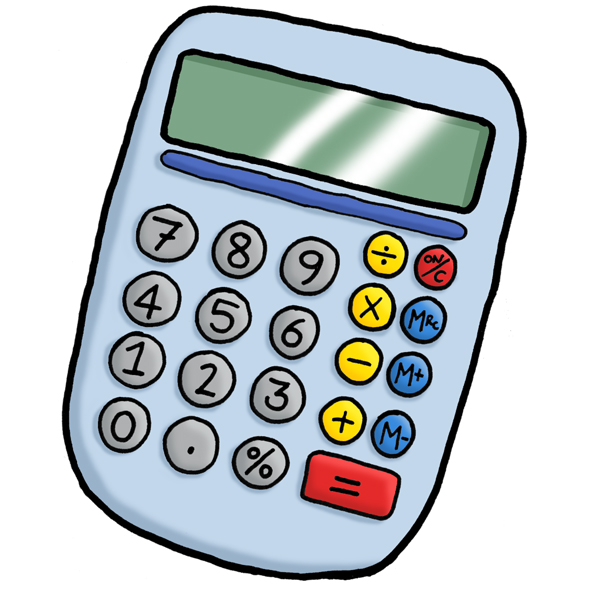 7 8 9 ÷ ON/C
4 5 6 X MRc
1 2 3 − M+
0 . % + M-
=